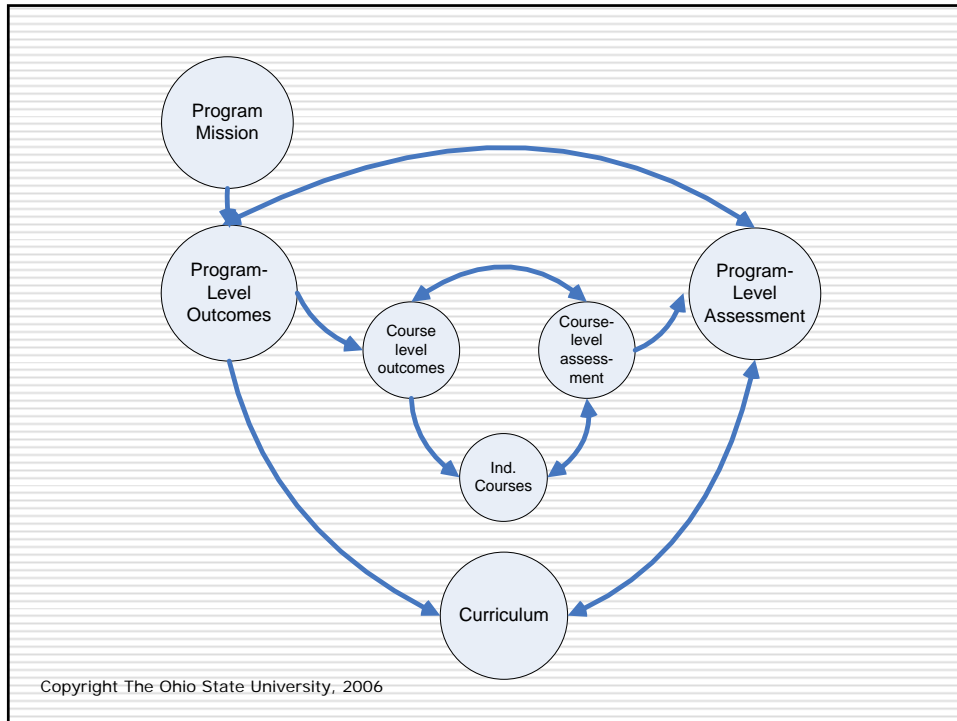 Program
Mission
Program-
Level
Outcomes
Program-
Level
Assessment
Course
level
outcomes
Course-
level
assess-
ment
Ind.
Courses
Curriculum
Copyright The Ohio State University, 2006